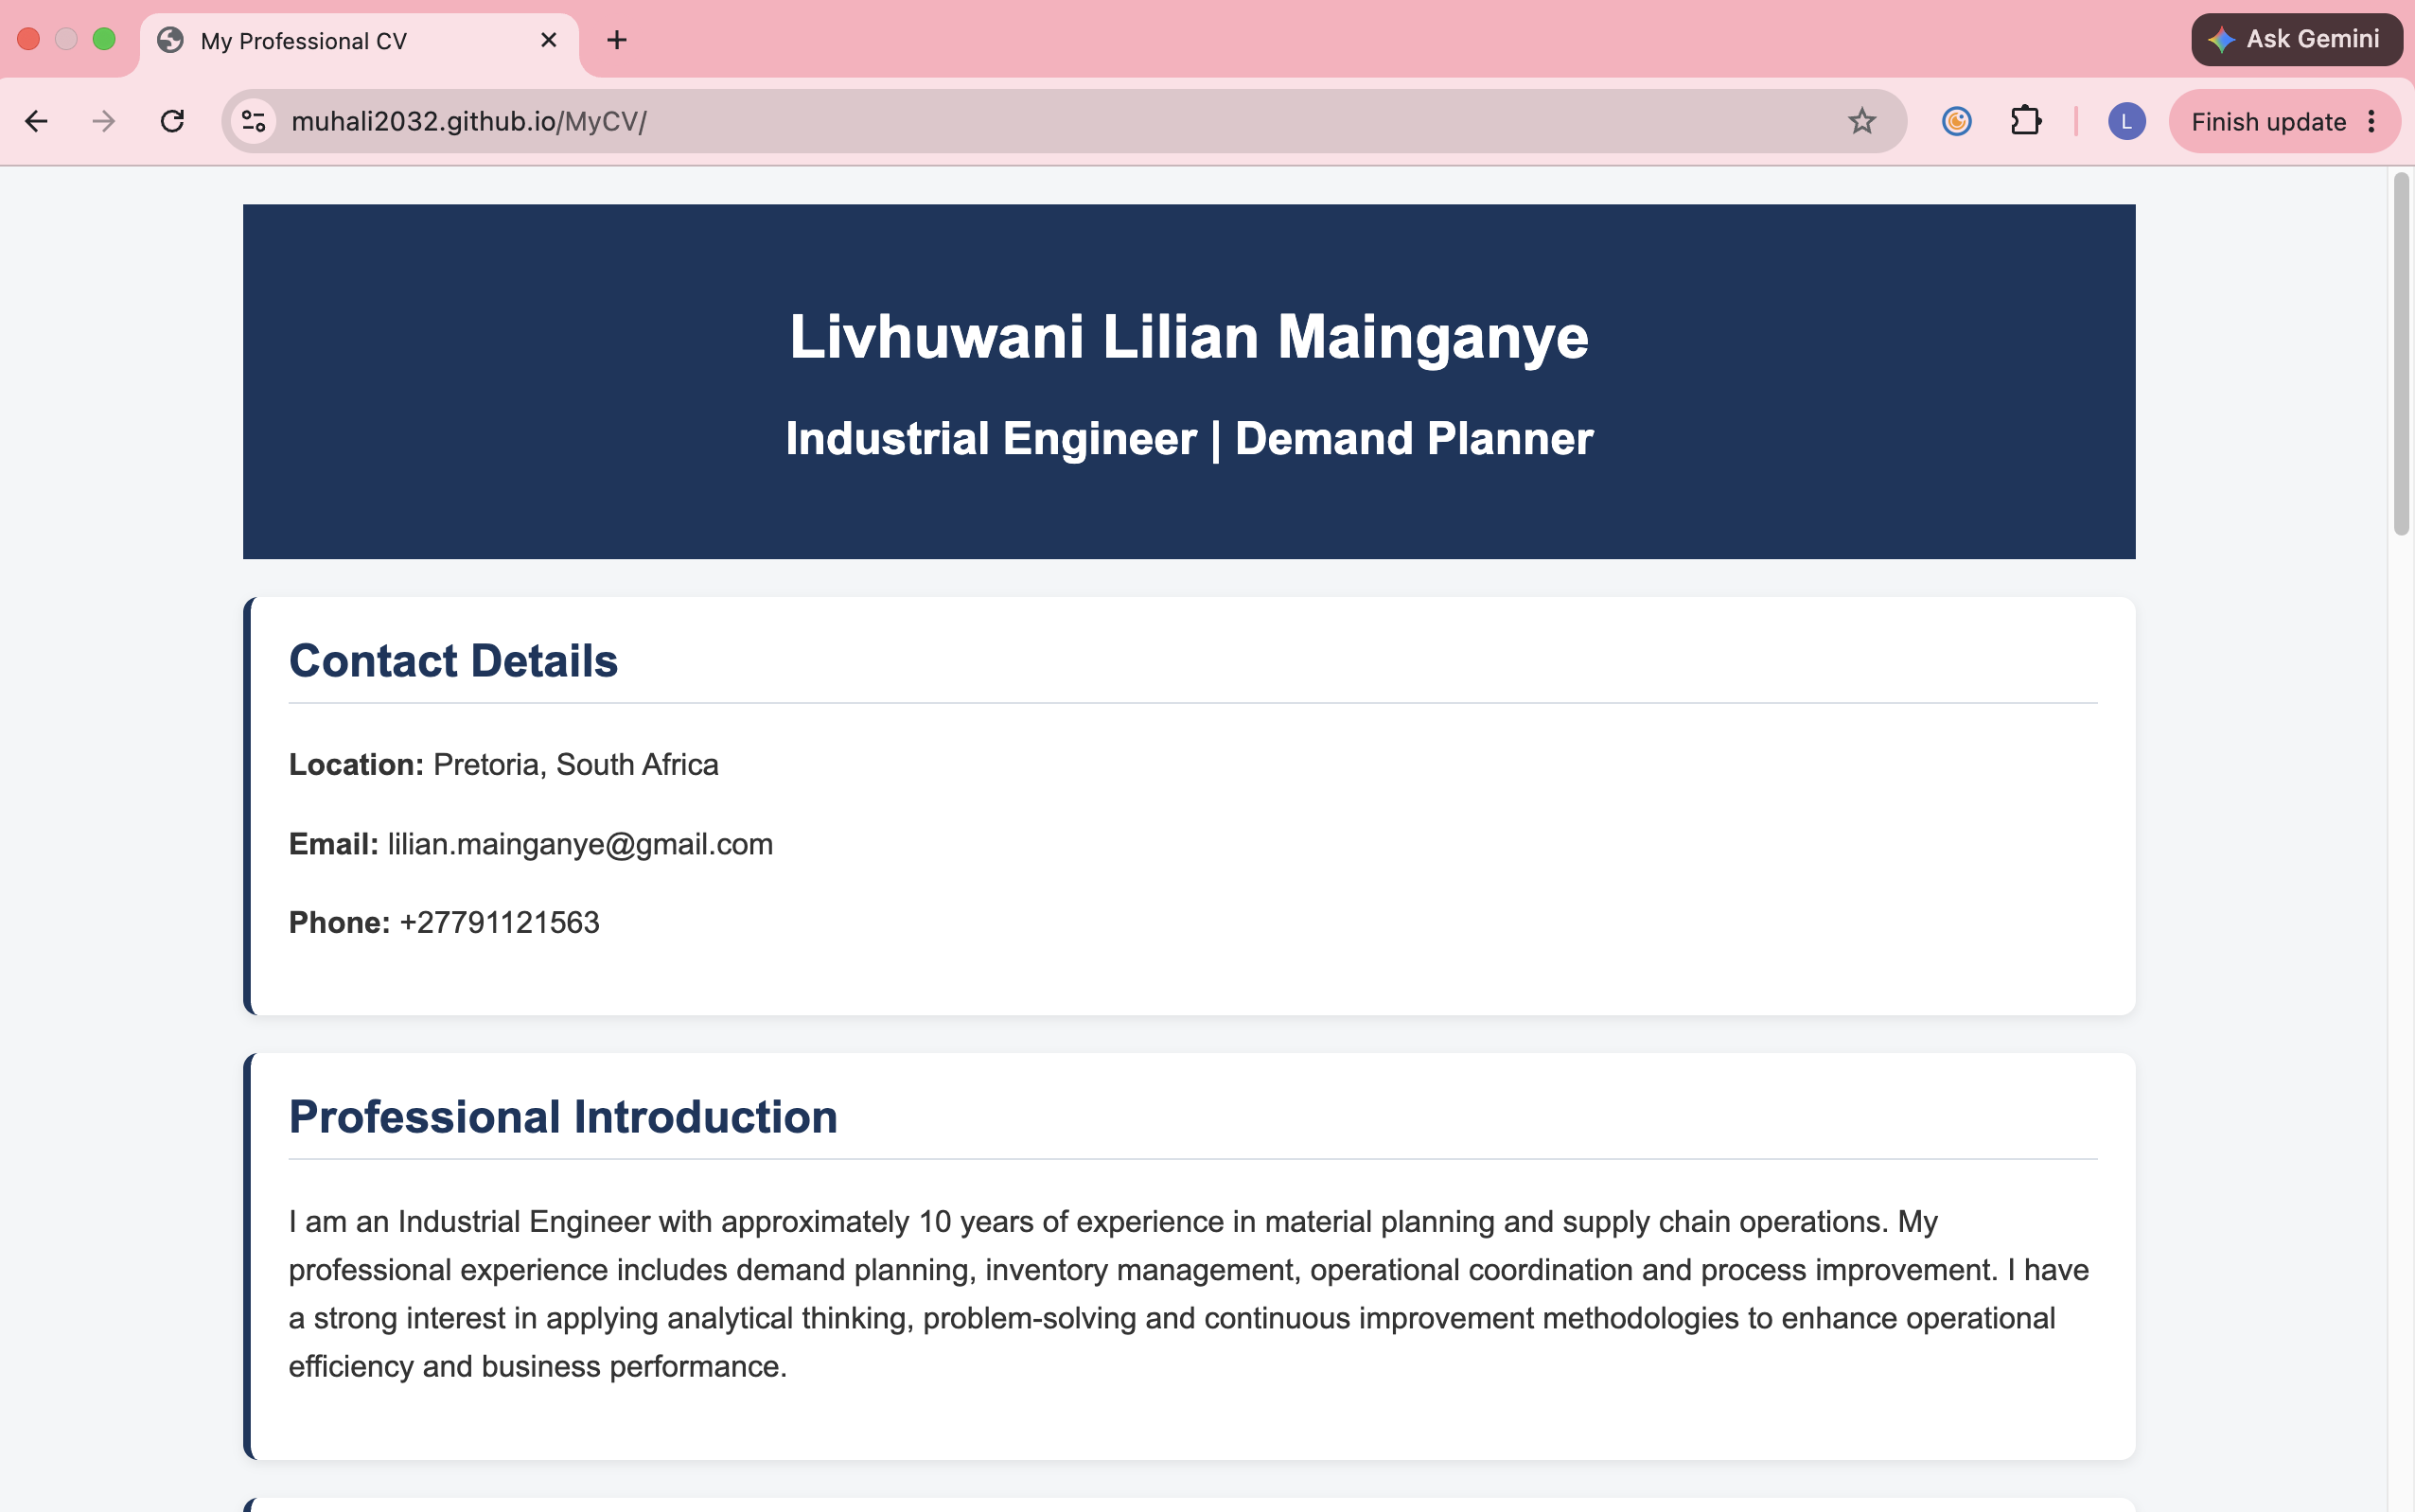 My Professional CV
Ask Gemini
muhali2032.github.io/MyCV/
L
Finish update
Livhuwani Lilian Mainganye
Industrial Engineer | Demand Planner
Contact Details
Location: Pretoria, South Africa
Email: lilian.mainganye@gmail.com
Phone: +27791121563
Professional Introduction
I am an Industrial Engineer with approximately 10 years of experience in material planning and supply chain operations. My
professional experience includes demand planning, inventory management, operational coordination and process improvement. I have
a strong interest in applying analytical thinking, problem-solving and continuous improvement methodologies to enhance operational
efficiency and business performance.